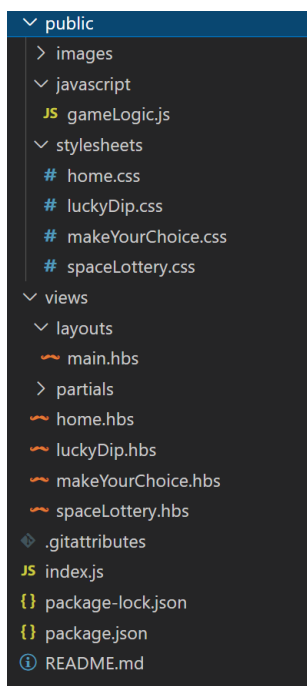 public
images
javascript
JS gameLogic.js
stylesheets
# home.css
# luckyDip.css
# makeYourChoice.css
# spaceLottery.css
views
layouts
main.hbs
partials
home.hbs
luckyDip.hbs
makeYourChoice.hbs
spaceLottery.hbs
.gitattributes
JS index.js
{} package-lock.json
{} package.json
README.md